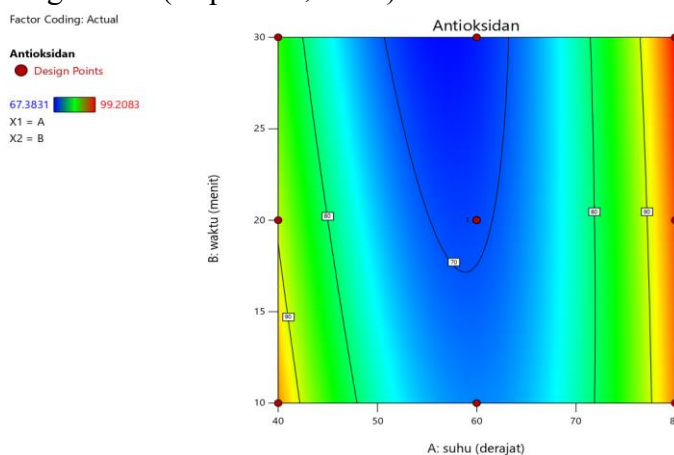 Factor Coding: Actual
Antioksidan
Design Points
67.3831 99.2083
X1 = A
X2 = B
Antioksidan
30
25
20
15
10
40
50
60
70
B: waktu (menit)
A: suhu (derajat)
80
90
70
80
90